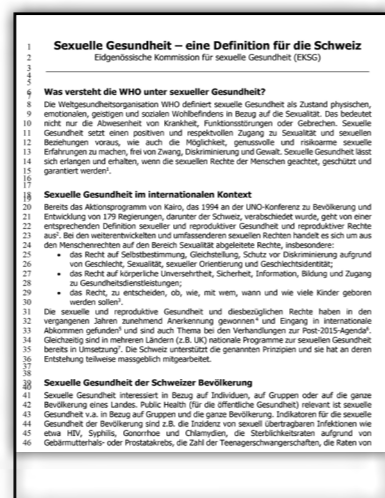 1 Sexuelle Gesundheit – eine Definition für die Schweiz
2 Eidgenössische Kommission für sexuelle Gesundheit (EKSG)
3
4
5
6
7 Was versteht die WHO unter sexueller Gesundheit?
8 Die Weltgesundheitsorganisation WHO definiert sexuelle Gesundheit als Zustand physischen,
9 emotionalen, geistigen und sozialen Wohlbefindens in Bezug auf die Sexualität. Das bedeutet
10 nicht nur die Abwesenheit von Krankheit, Funktionsstörungen oder Gebrechen. Sexuelle
11 Gesundheit setzt einen positiven und respektvollen Zugang zu Sexualität und sexuellen
12 Beziehungen voraus, wie auch die Möglichkeit, genussvolle und risikoarme sexuelle
13 Erfahrungen zu machen, frei von Zwang, Diskriminierung und Gewalt. Sexuelle Gesundheit lässt
14 sich erlangen und erhalten, wenn die sexuellen Rechte der Menschen geachtet, geschützt und
15 garantiert werden¹.
16
17
18
19 Sexuelle Gesundheit im internationalen Kontext
20 Bereits das Aktionsprogram von Kairo, das 1994 an der UNO-Konferenz zu Bevölkerung und
21 Entwicklung von 179 Regierungen, darunter der Schweiz, verabschiedet wurde, geht von einer
22 entsprechenden Definition sexueller und reproduktiver Gesundheit und reproduktiver Rechte
23 aus². Bei den weiterentwickelten und umfassenderen sexuellen Rechten handelt es sich um aus
24 den Menschenrechten auf den Bereich Sexualität abgeleitete Rechte, insbesondere:
25 • das Recht auf Selbstbestimmung, Gleichstellung, Schutz vor Diskriminierung aufgrund
26 von Geschlecht, Sexualität, sexueller Orientierung und Geschlechtsidentität;
27 • das Recht auf körperliche Unversehrtheit, Sicherheit, Information, Bildung und Zugang
28 zu Gesundheitsdienstleistungen;
29 • das Recht, zu entscheiden, ob, wie, mit wem, wann und wie viele Kinder geboren
30 werden sollen³.
31 Die sexuelle und reproduktive Gesundheit und diesbezüglichen Rechte haben in den
32 vergangenen Jahren zunehmend Anerkennung gewonnen⁴ und Eingang in internationale
33 Abkommen gefunden⁵ und sind auch Thema bei den Verhandlungen zur Post-2015-Agenda⁶.
34 Gleichzeitig sind in mehreren Ländern (z.B. UK) nationale Programme zur sexuellen Gesundheit
35 bereits in Umsetzung⁷. Die Schweiz unterstützt die genannten Prinzipien und sie hat an deren
36 Entstehung teilweise massgeblich mitgearbeitet.
37
38
39
40 Sexuelle Gesundheit der Schweizer Bevölkerung
41 Sexuelle Gesundheit interessiert in Bezug auf Individuen, auf Gruppen oder auf die ganze
42 Bevölkerung eines Landes. Public Health (für die öffentliche Gesundheit) relevant ist sexuelle
43 Gesundheit v.a. in Bezug auf Gruppen und die ganze Bevölkerung. Indikatoren für die sexuelle
44 Gesundheit der Bevölkerung sind z.B. die Inzidenz von sexuell übertragbaren Infektionen wie
45 etwa HIV, Syphilis, Gonorrhoe und Chlamydien, die Sterblichkeitsraten aufgrund von
46 Gebärmutterhals- oder Prostatakrebs, die Zahl der Teenagerschwangerschaften, die Raten von